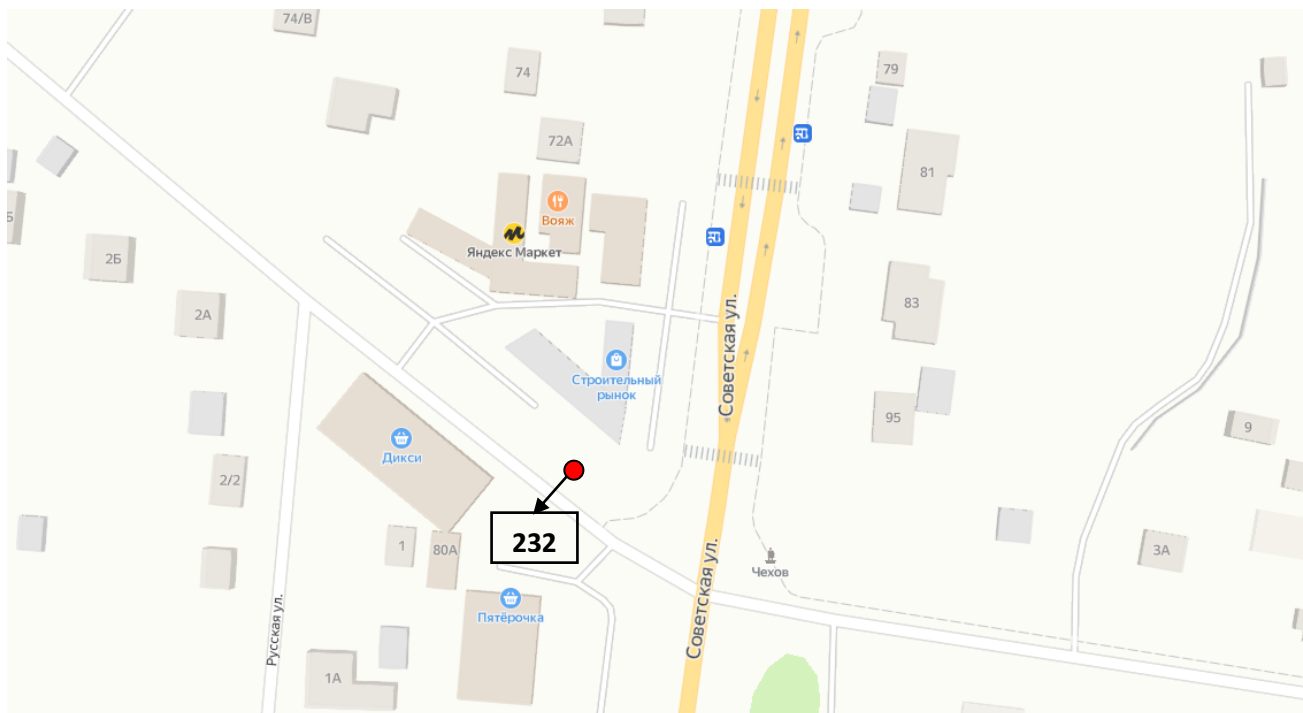 74/В
74
79
72А
81
Вояж
Яндекс Маркет
2Б
2А
83
Советская ул.
Строительный
рынок
95
9
Дикси
2/2
232
1
80А
3А
Чехов
Пятёрочка
Советская ул.
Русская ул.
1А